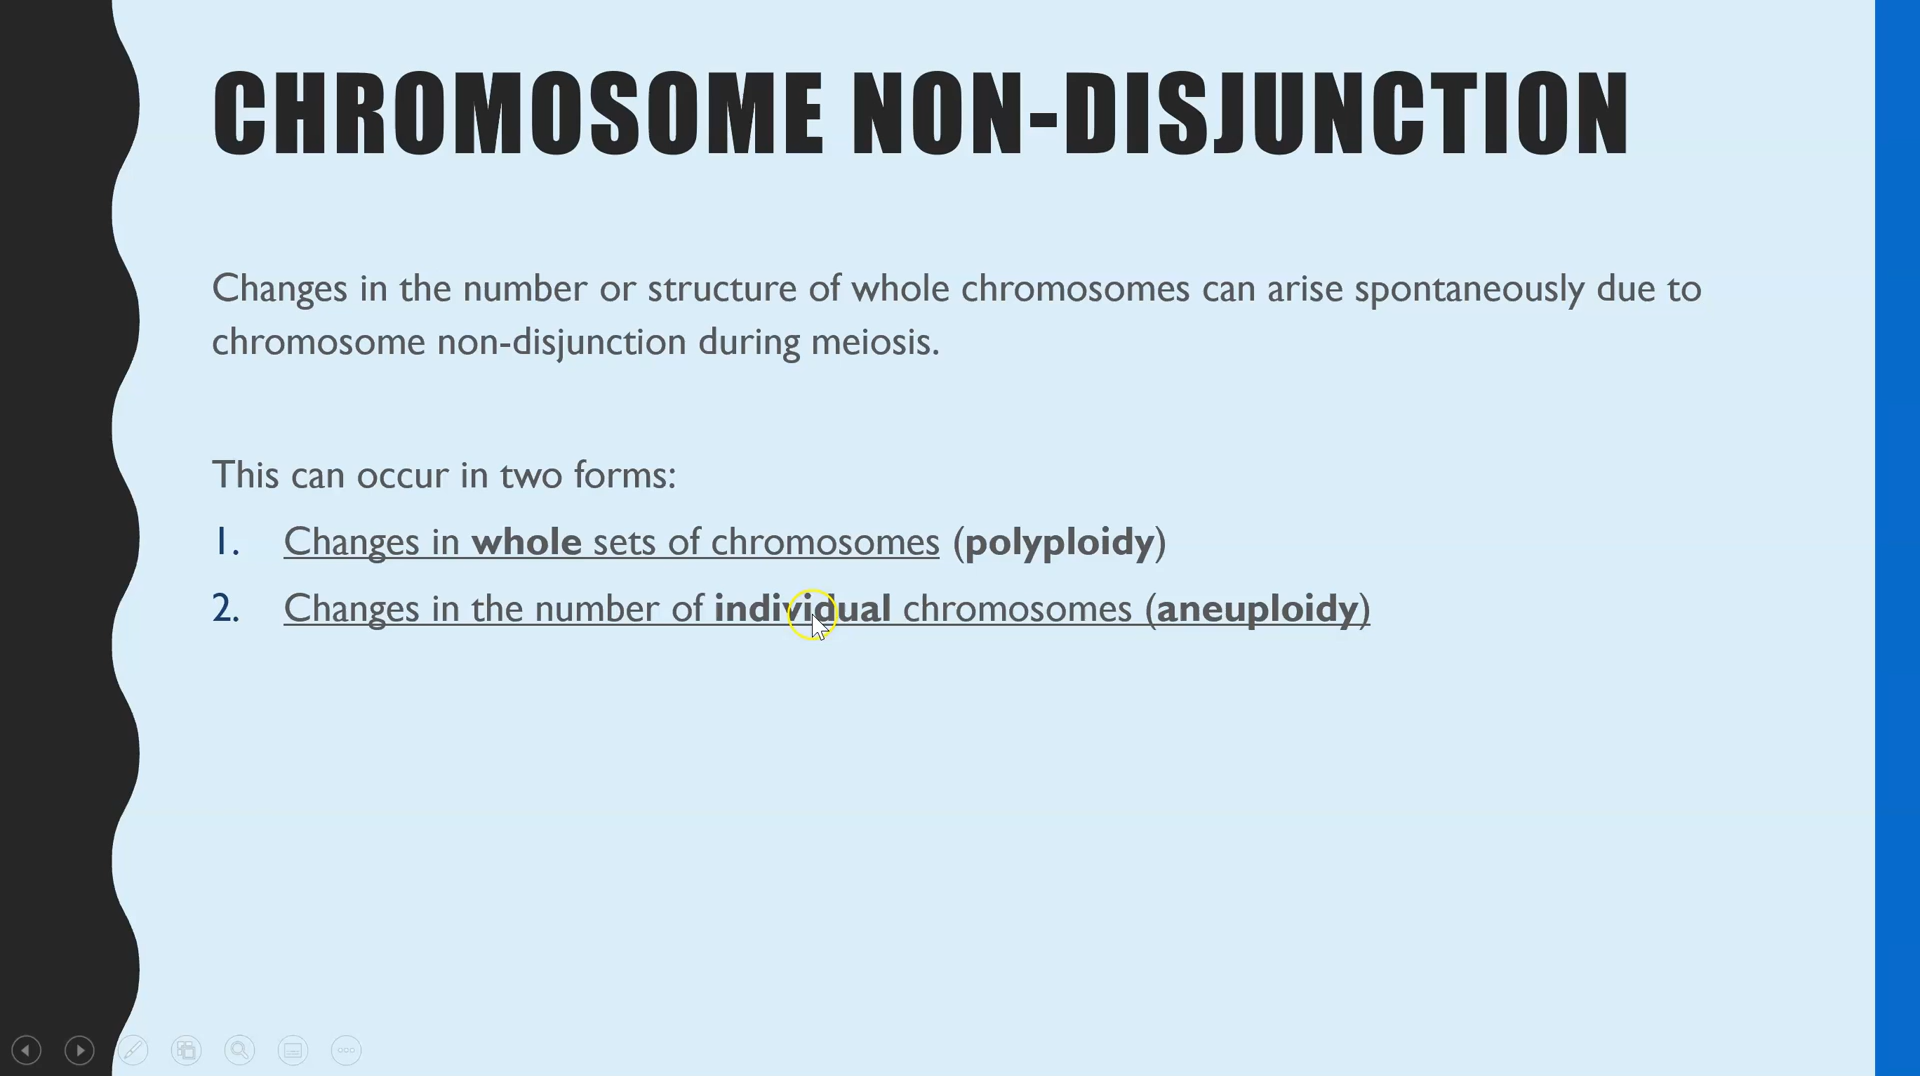 CHROMOSOME NON-DISJUNCTION
Changes in the number or structure of whole chromosomes can arise spontaneously due to
chromosome non-disjunction during meiosis.
This can occur in two forms:
1. Changes in whole sets of chromosomes (polyploidy)
2. Changes in the number of individual chromosomes (aneuploidy)